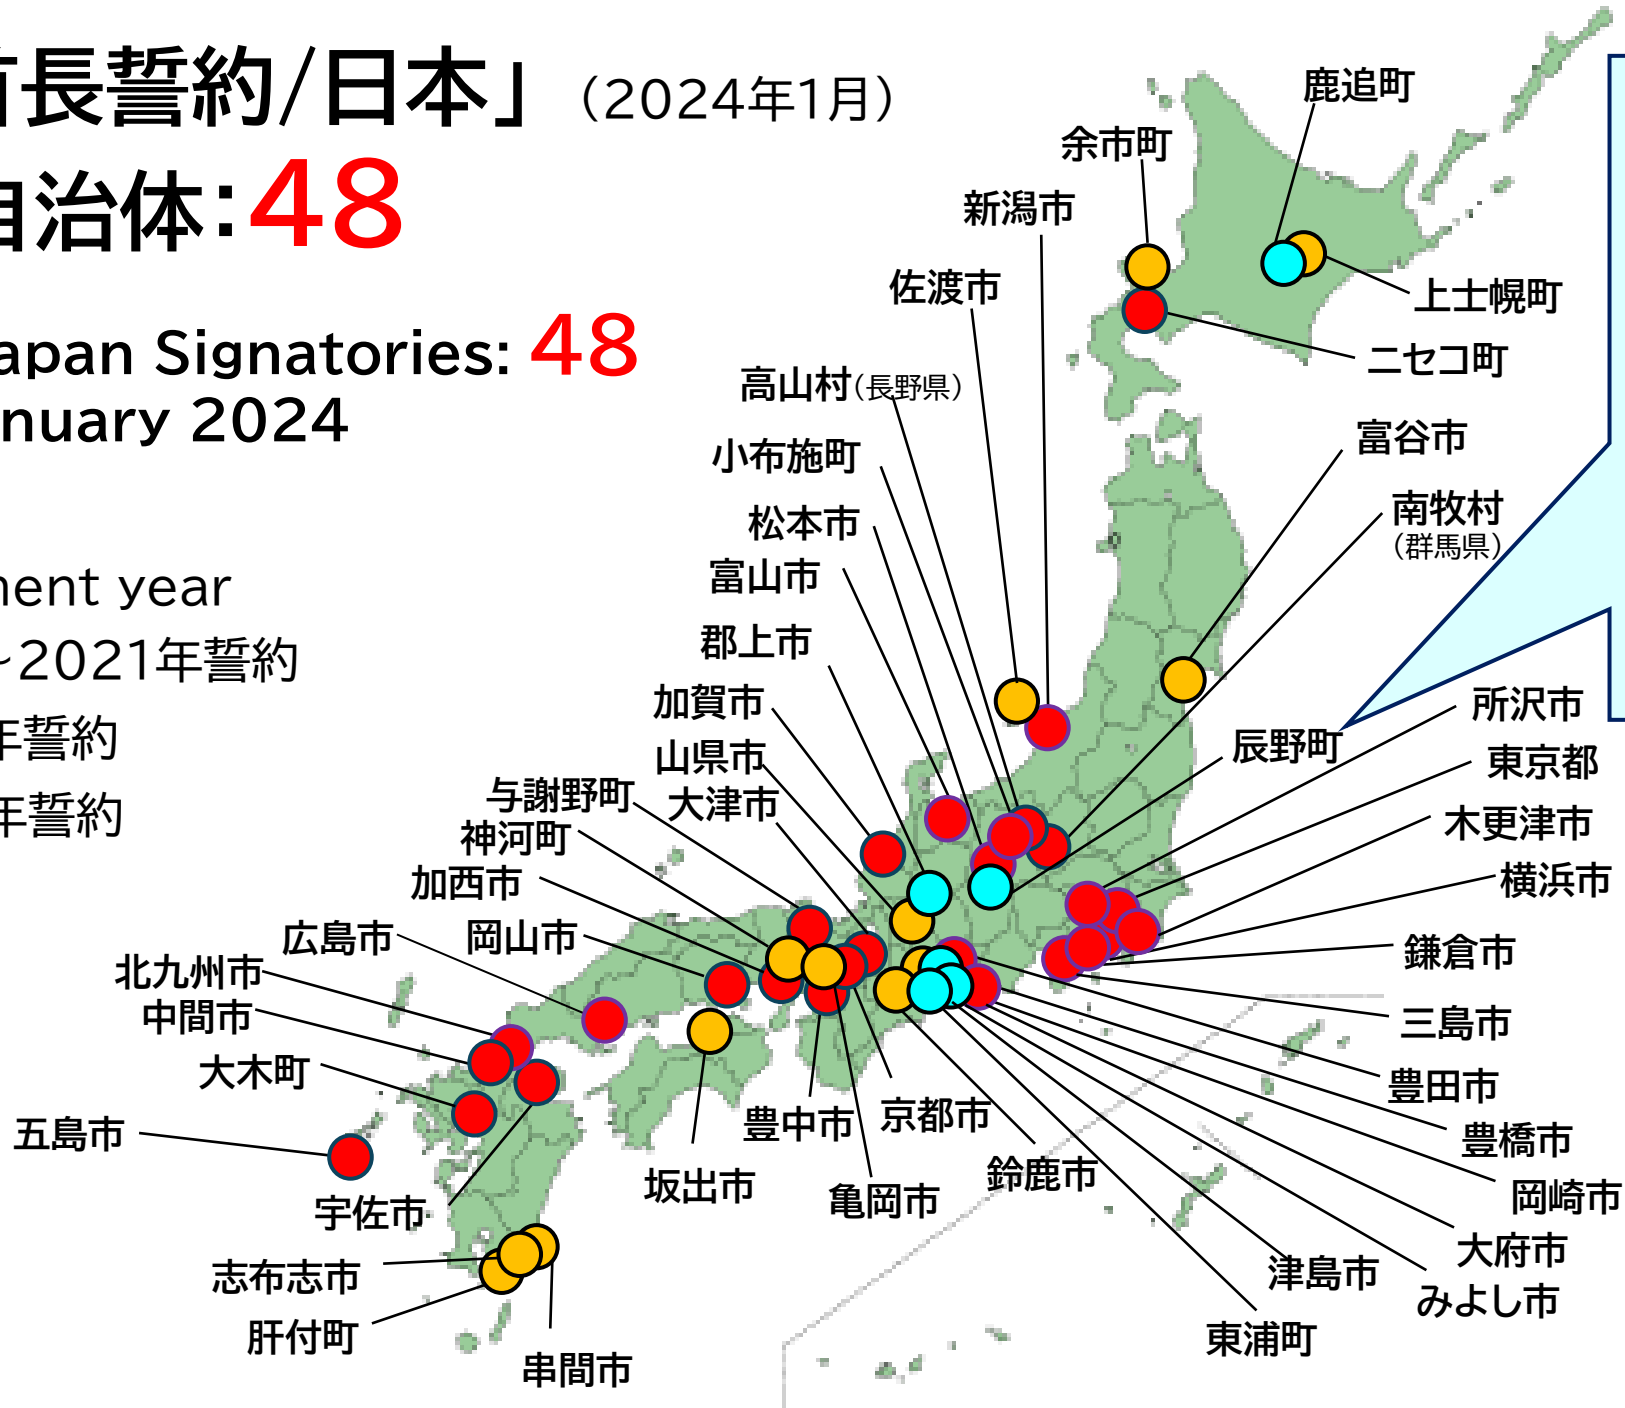 首長誓約/日本」（2024年1月）
自治体：48
apan Signatories: 48
nuary 2024
ment year
～2021年誓約
年誓約
年誓約
鹿追町
余市町
新潟市
佐渡市
上士幌町
ニセコ町
高山村（長野県）
小布施町
富谷市
松本市
南牧村
（群馬県）
富山市
郡上市
加賀市
所沢市
山県市
辰野町
東京都
与謝野町
大津市
木更津市
神河町
加西市
横浜市
広島市
岡山市
鎌倉市
北九州市
中間市
三島市
大木町
豊田市
五島市
豊中市
京都市
豊橋市
坂出市
亀岡市
鈴鹿市
岡崎市
宇佐市
大府市
志布志市
津島市
みよし市
肝付町
東浦町
串間市